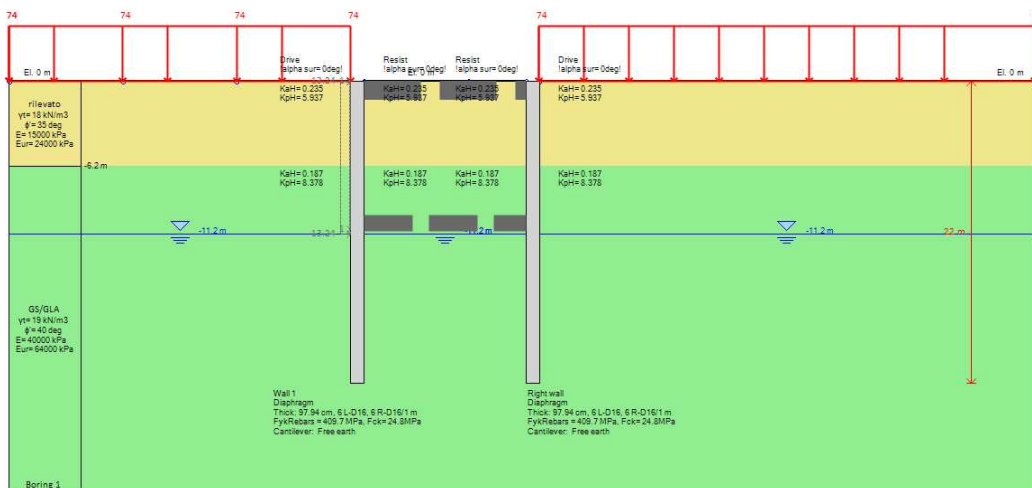 74 74 74 74 74
El. 0 m
El. 0 m
El. 0 m
Drive
!alpha sur= 0deg!
Resist
!alpha sur= 0deg!
Resist
!alpha sur= 0deg!
Drive
!alpha sur= 0deg!
KaH= 0.235
KpH= 5.937
KaH= 0.235
KpH= 5.937
KaH= 0.235
KpH= 5.937
KaH= 0.235
KpH= 5.937
rilevato
γt= 18 kN/m3
ϕ'= 35 deg
E= 15000 kPa
Eur= 24000 kPa
-6.2 m
KaH= 0.187
KpH= 8.378
KaH= 0.187
KpH= 8.378
KaH= 0.187
KpH= 8.378
KaH= 0.187
KpH= 8.378
-11.2 m
-11.2 m
-11.2 m
22 m
GS/GLA
γt= 19 kN/m3
ϕ'= 40 deg
E= 40000 kPa
Eur= 64000 kPa
Wall 1
Diaphragm
Thick: 97.94 cm, 6 L-D16, 6 R-D16/1 m
FykRebars = 409.7 MPa, Fck= 24.8MPa
Cantilever: Free earth
Right wall
Diaphragm
Thick: 97.94 cm, 6 L-D16, 6 R-D16/1 m
FykRebars = 409.7 MPa, Fck= 24.8MPa
Cantilever: Free earth
Boring 1